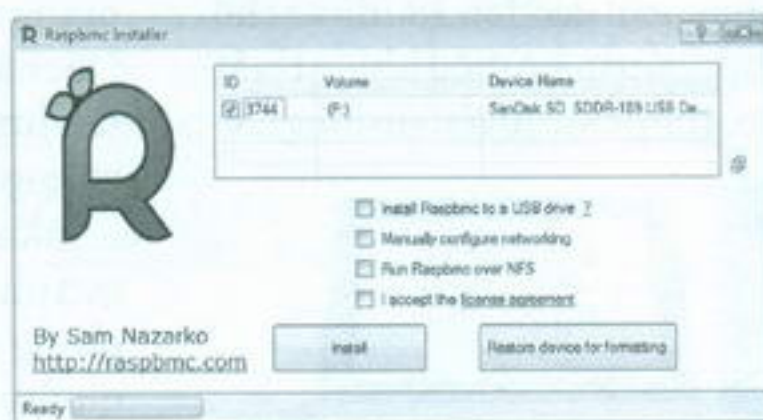 Raspbmc Installer
ID Volume Device Name
3744 (F:) SanDisk SD SDDR-189 USB De...
Install Raspbmc to a USB drive ?
Manually configure networking
Run Raspbmc over NFS
I accept the license agreement
By Sam Nazarko
http://raspbmc.com
Install
Restore device for formatting
Ready